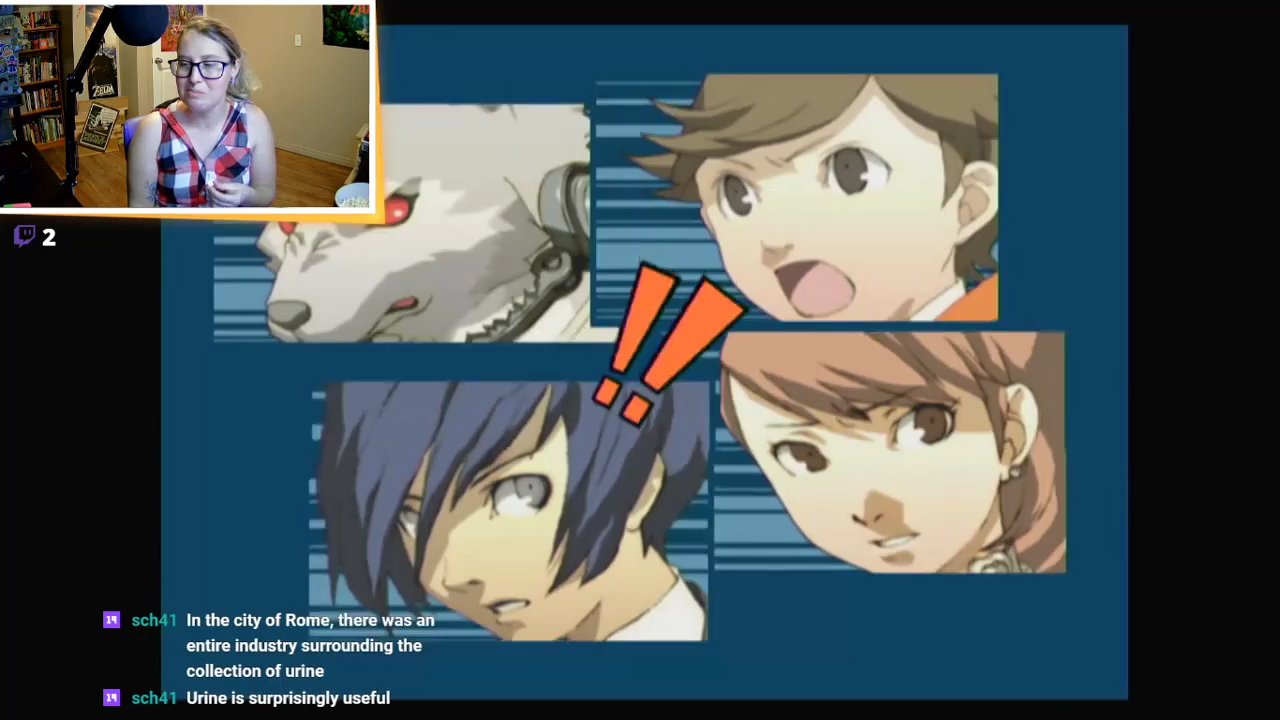 ZELDA
2
sch41 In the city of Rome, there was an
entire industry surrounding the
collection of urine
sch41 Urine is surprisingly useful